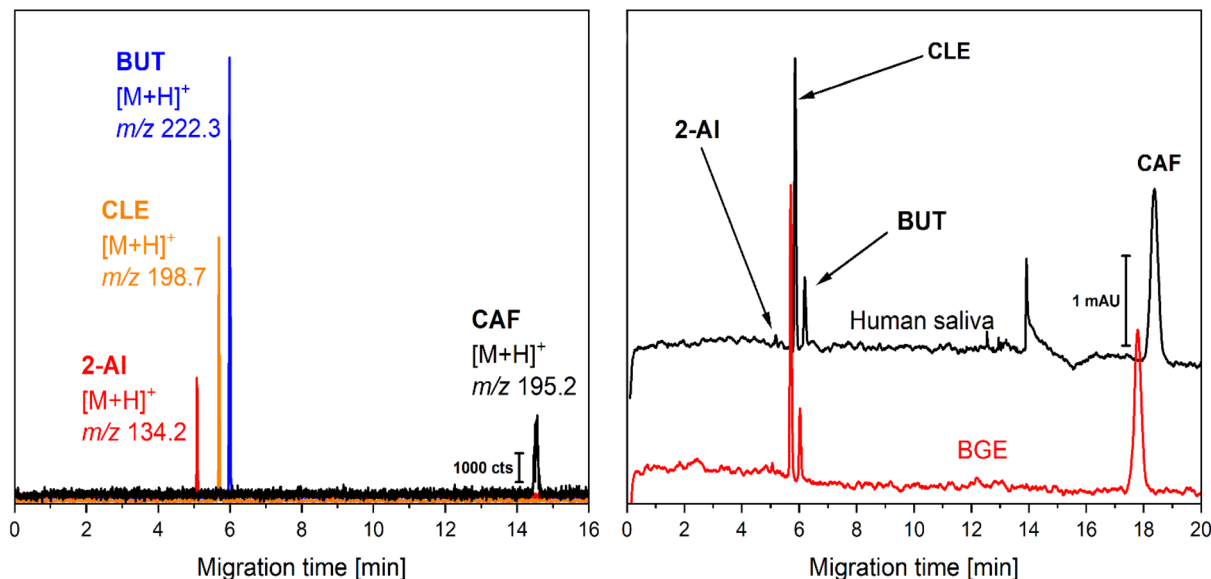 BUT
[M+H]⁺
m/z 222.3
CLE
[M+H]⁺
m/z 198.7
2-AI
[M+H]⁺
m/z 134.2
CAF
[M+H]⁺
m/z 195.2
1000 cts
0 2 4 6 8 10 12 14 16
Migration time [min]
CLE
2-AI
BUT
CAF
1 mAU
Human saliva
BGE
0 2 4 6 8 10 12 14 16 18 20
Migration time [min]